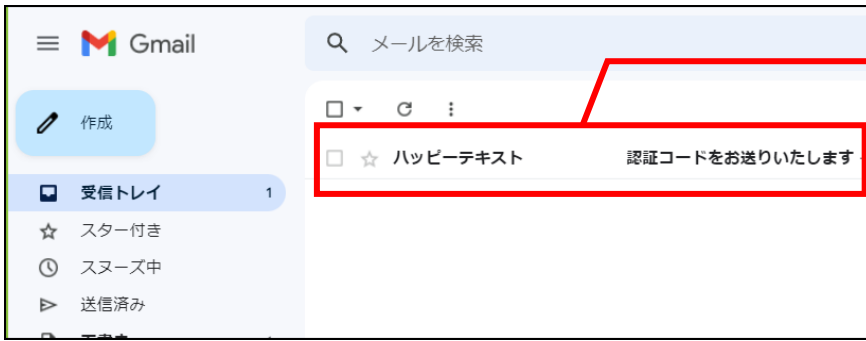 Gmail
メールを検索
作成
ハッピーテキスト 認証コードをお送りいたします
受信トレイ 1
スター付き
スヌーズ中
送信済み